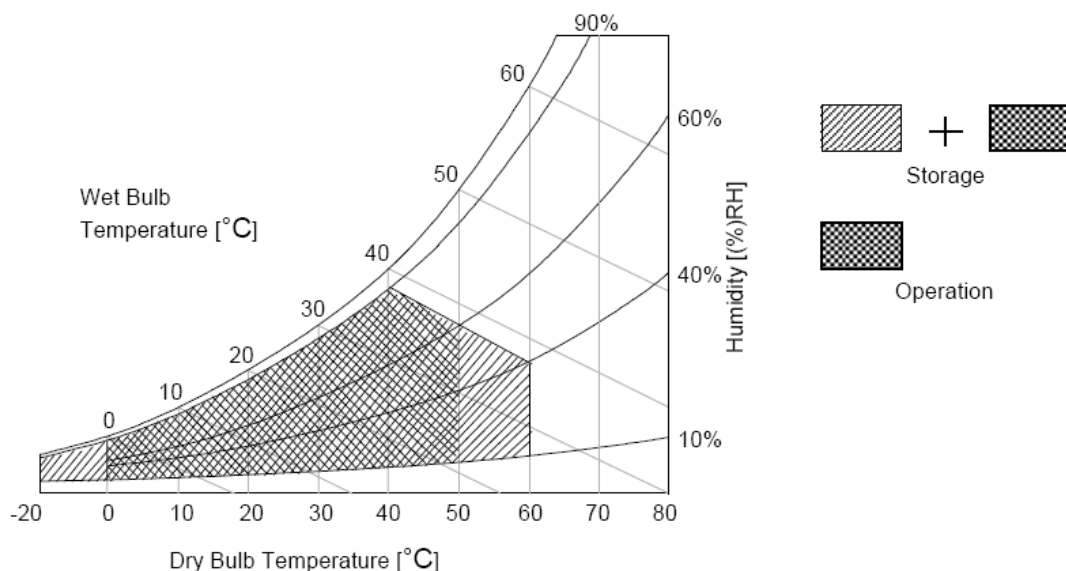 90%
60
60%
50
Wet Bulb
Temperature [°C]
Storage
40
40%
30
20
Operation
10
0
10%
Humidity [(%)RH]
-20 0 10 20 30 40 50 60 70 80
Dry Bulb Temperature [°C]